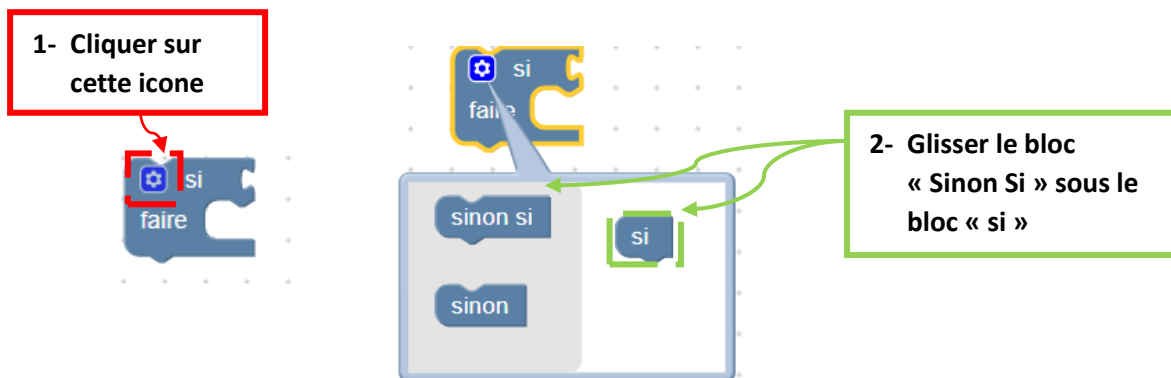 1- Cliquer sur
cette icone
si
faire
si
faire
sinon si
si
sinon
2- Glisser le bloc
« Sinon Si » sous le
bloc « si »